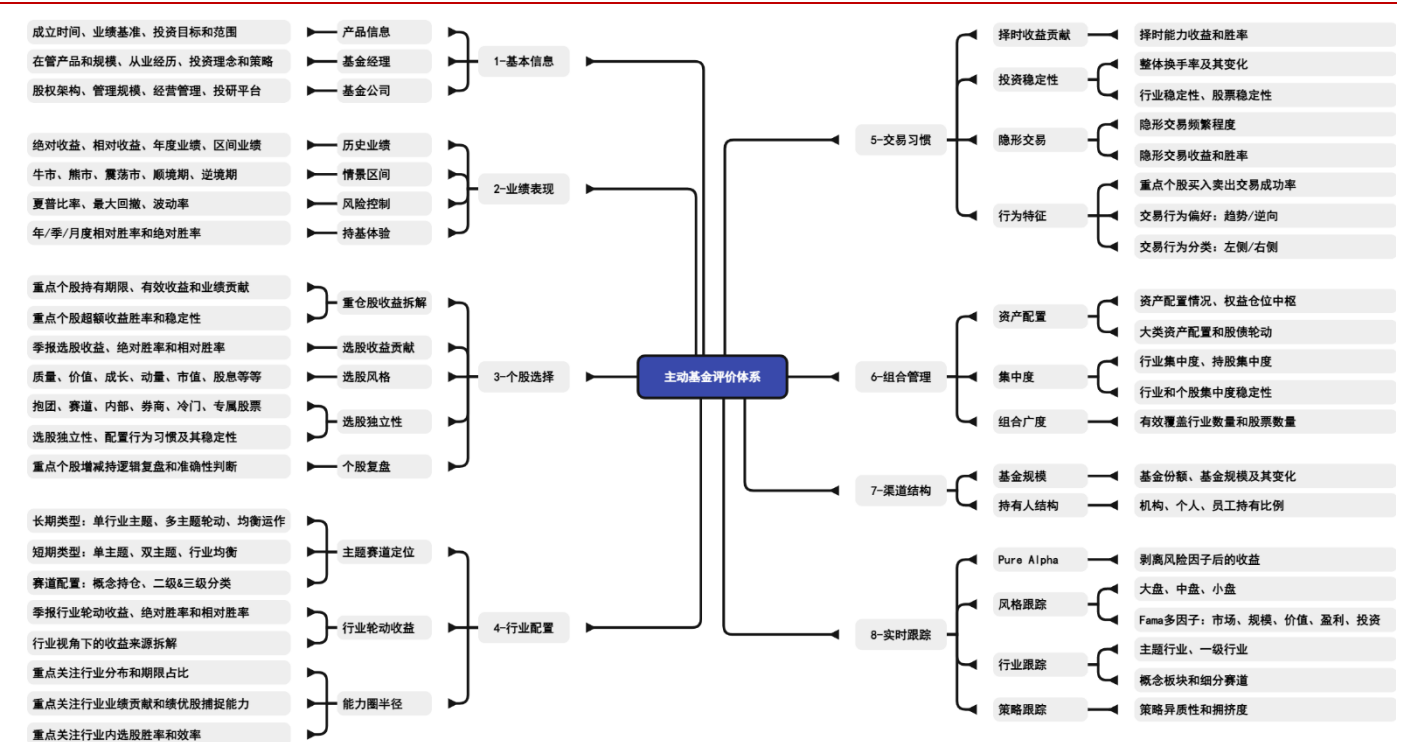 主动基金评价体系
1-基本信息
产品信息
成立时间、业绩基准、投资目标和范围
基金经理
在管产品和规模、从业经历、投资理念和策略
基金公司
股权架构、管理规模、经营管理、投研平台
2-业绩表现
历史业绩
绝对收益、相对收益、年度业绩、区间业绩
情景区间
牛市、熊市、震荡市、顺境期、逆境期
风险控制
夏普比率、最大回撤、波动率
持基体验
年/季/月度相对胜率和绝对胜率
3-个股选择
重仓股收益拆解
重点个股持有期限、有效收益和业绩贡献
重点个股超额收益胜率和稳定性
选股收益贡献
季报选股收益、绝对胜率和相对胜率
选股风格
质量、价值、成长、动量、市值、股息等等
选股独立性
抱团、赛道、内部、券商、冷门、专属股票
选股独立性、配置行为习惯及其稳定性
个股复盘
重点个股增减持逻辑复盘和准确性判断
4-行业配置
主题赛道定位
长期类型：单行业主题、多主题轮动、均衡运作
短期类型：单主题、双主题、行业均衡
赛道配置：概念持仓、二级&三级分类
行业轮动收益
季报行业轮动收益、绝对胜率和相对胜率
行业视角下的收益来源拆解
能力圈半径
重点关注行业分布和期限占比
重点关注行业业绩贡献和绩优股捕捉能力
重点关注行业内选股胜率和效率
5-交易习惯
择时收益贡献
择时能力收益和胜率
投资稳定性
整体换手率及其变化
行业稳定性、股票稳定性
隐形交易
隐形交易频繁程度
隐形交易收益和胜率
行为特征
重点个股买入卖出交易成功率
交易行为偏好：趋势/逆向
交易行为分类：左侧/右侧
6-组合管理
资产配置
资产配置情况、权益仓位中枢
大类资产配置和股债轮动
集中度
行业集中度、持股集中度
行业和个股集中度稳定性
组合广度
有效覆盖行业数量和股票数量
7-渠道结构
基金规模
基金份额、基金规模及其变化
持有人结构
机构、个人、员工持有比例
8-实时跟踪
Pure Alpha
剥离风险因子后的收益
风格跟踪
大盘、中盘、小盘
Fama多因子：市场、规模、价值、盈利、投资
行业跟踪
主题行业、一级行业
概念板块和细分赛道
策略跟踪
策略异质性和拥挤度